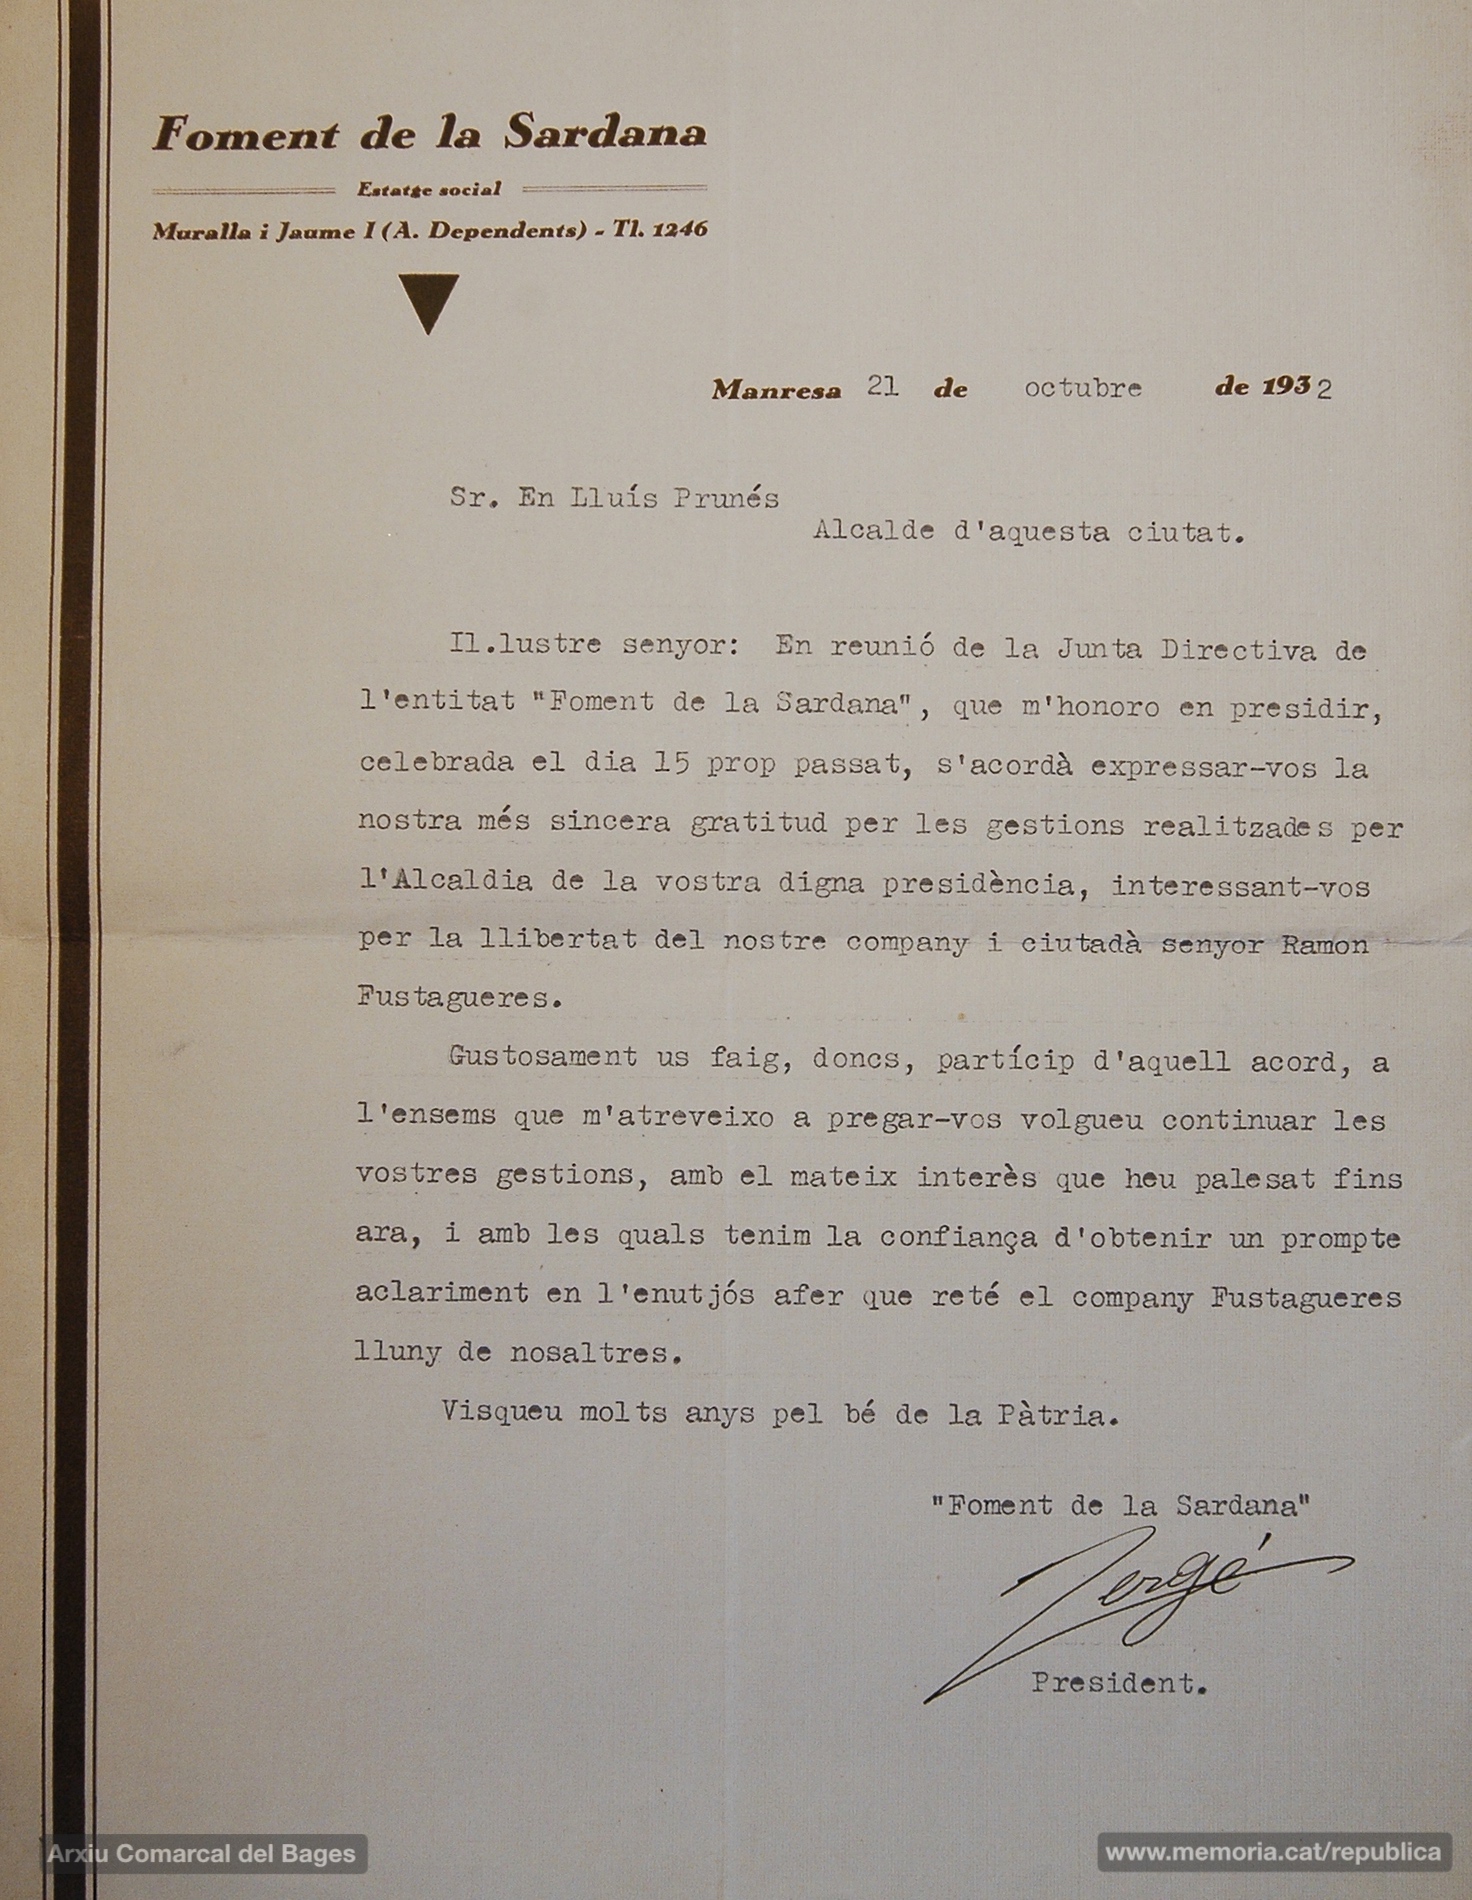 Foment de la Sardana
Estatge social
Muralla i Jaume I (A. Dependents) - Tl. 1246
Manresa 21 de octubre de 1932
Sr. En Lluís Prunés
Alcalde d'aquesta ciutat.
Il.lustre senyor: En reunió de la Junta Directiva de
l'entitat "Foment de la Sardana", que m'honoro en presidir,
celebrada el dia 15 prop passat, s'acordà expressar-vos la
nostra més sincera gratitud per les gestions realitzades per
l'Alcaldia de la vostra digna presidència, interessant-vos
per la llibertat del nostre company i ciutadà senyor Ramon
Fustagueres.
Gustosament us faig, doncs, partícip d'aquell acord, a
l'ensems que m'atreveixo a pregar-vos volgueu continuar les
vostres gestions, amb el mateix interès que heu palesat fins
ara, i amb les quals tenim la confiança d'obtenir un prompte
aclariment en l'enutjós afer que reté el company Fustagueres
lluny de nosaltres.
Visqueu molts anys pel bé de la Pàtria.
"Foment de la Sardana"
President.
Arxiu Comarcal del Bages
www.memoria.cat/republica